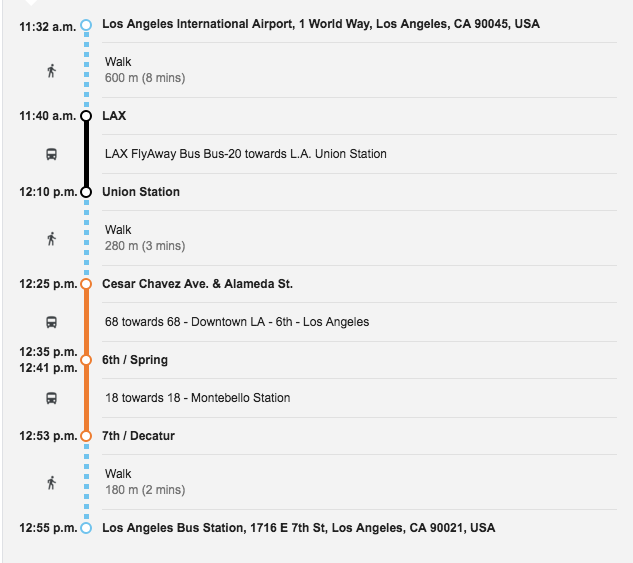 11:32 a.m. Los Angeles International Airport, 1 World Way, Los Angeles, CA 90045, USA
Walk
600 m (8 mins)
11:40 a.m. LAX
LAX FlyAway Bus Bus-20 towards L.A. Union Station
12:10 p.m. Union Station
Walk
280 m (3 mins)
12:25 p.m. Cesar Chavez Ave. & Alameda St.
68 towards 68 - Downtown LA - 6th - Los Angeles
12:35 p.m.
12:41 p.m. 6th / Spring
18 towards 18 - Montebello Station
12:53 p.m. 7th / Decatur
Walk
180 m (2 mins)
12:55 p.m. Los Angeles Bus Station, 1716 E 7th St, Los Angeles, CA 90021, USA